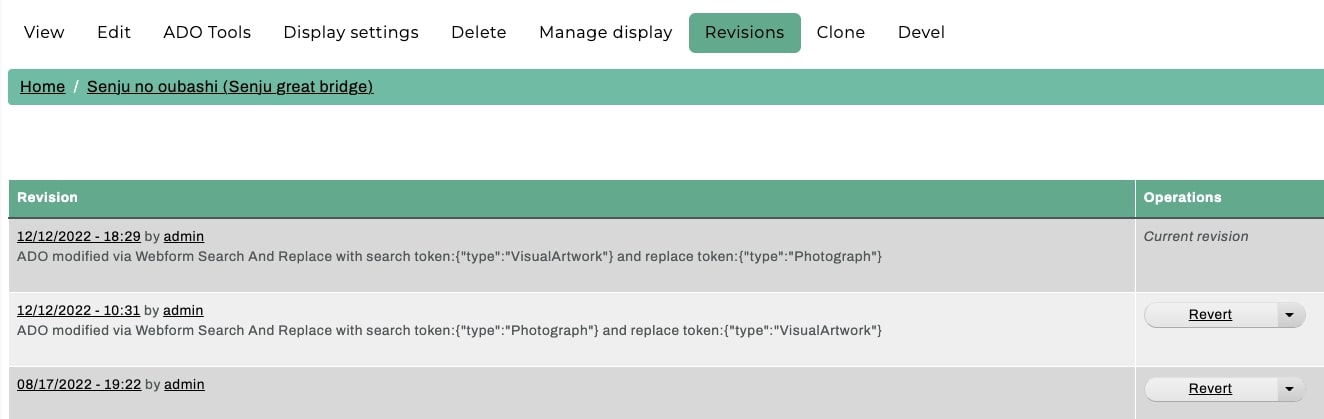 View Edit ADO Tools Display settings Delete Manage display Revisions Clone Devel
Home / Senju no oubashi (Senju great bridge)
Revision Operations
12/12/2022 - 18:29 by admin Current revision
ADO modified via Webform Search And Replace with search token:{"type":"VisualArtwork"} and replace token:{"type":"Photograph"}
12/12/2022 - 10:31 by admin Revert
ADO modified via Webform Search And Replace with search token:{"type":"Photograph"} and replace token:{"type":"VisualArtwork"}
08/17/2022 - 19:22 by admin Revert